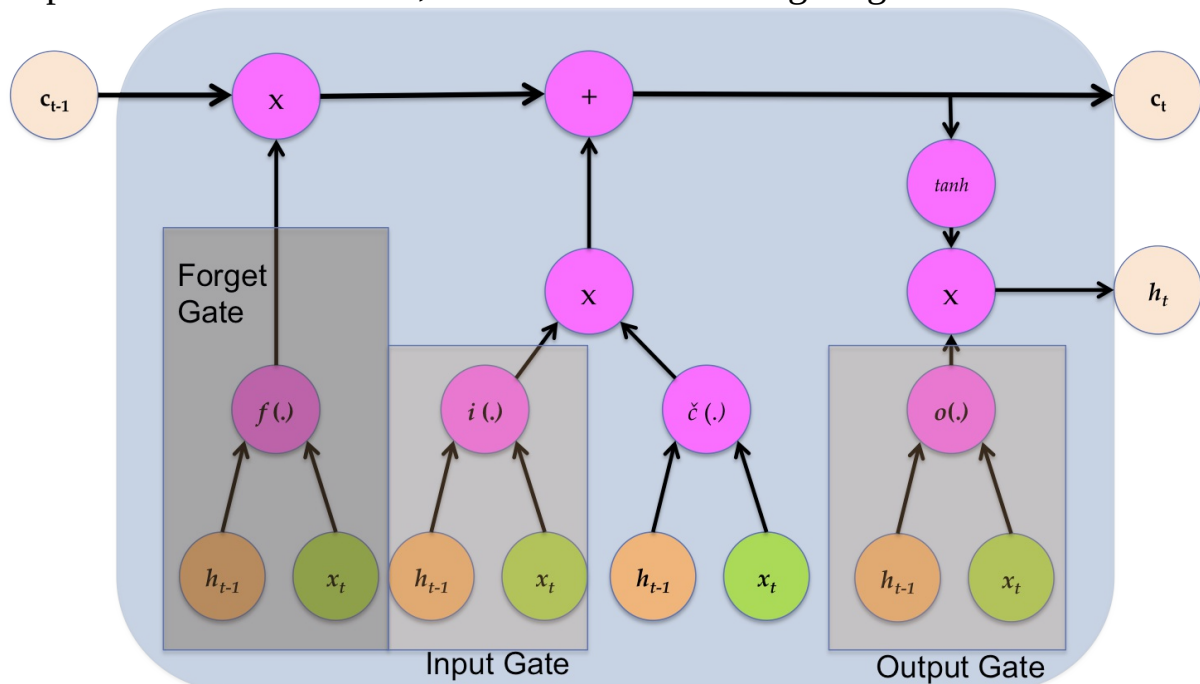 c_{t-1}
x
+
c_t
tanh
Forget
Gate
x
x
h_t
f (.)
i (.)
č (.)
o(.)
h_{t-1}
x_t
h_{t-1}
x_t
h_{t-1}
x_t
h_{t-1}
x_t
Input Gate
Output Gate